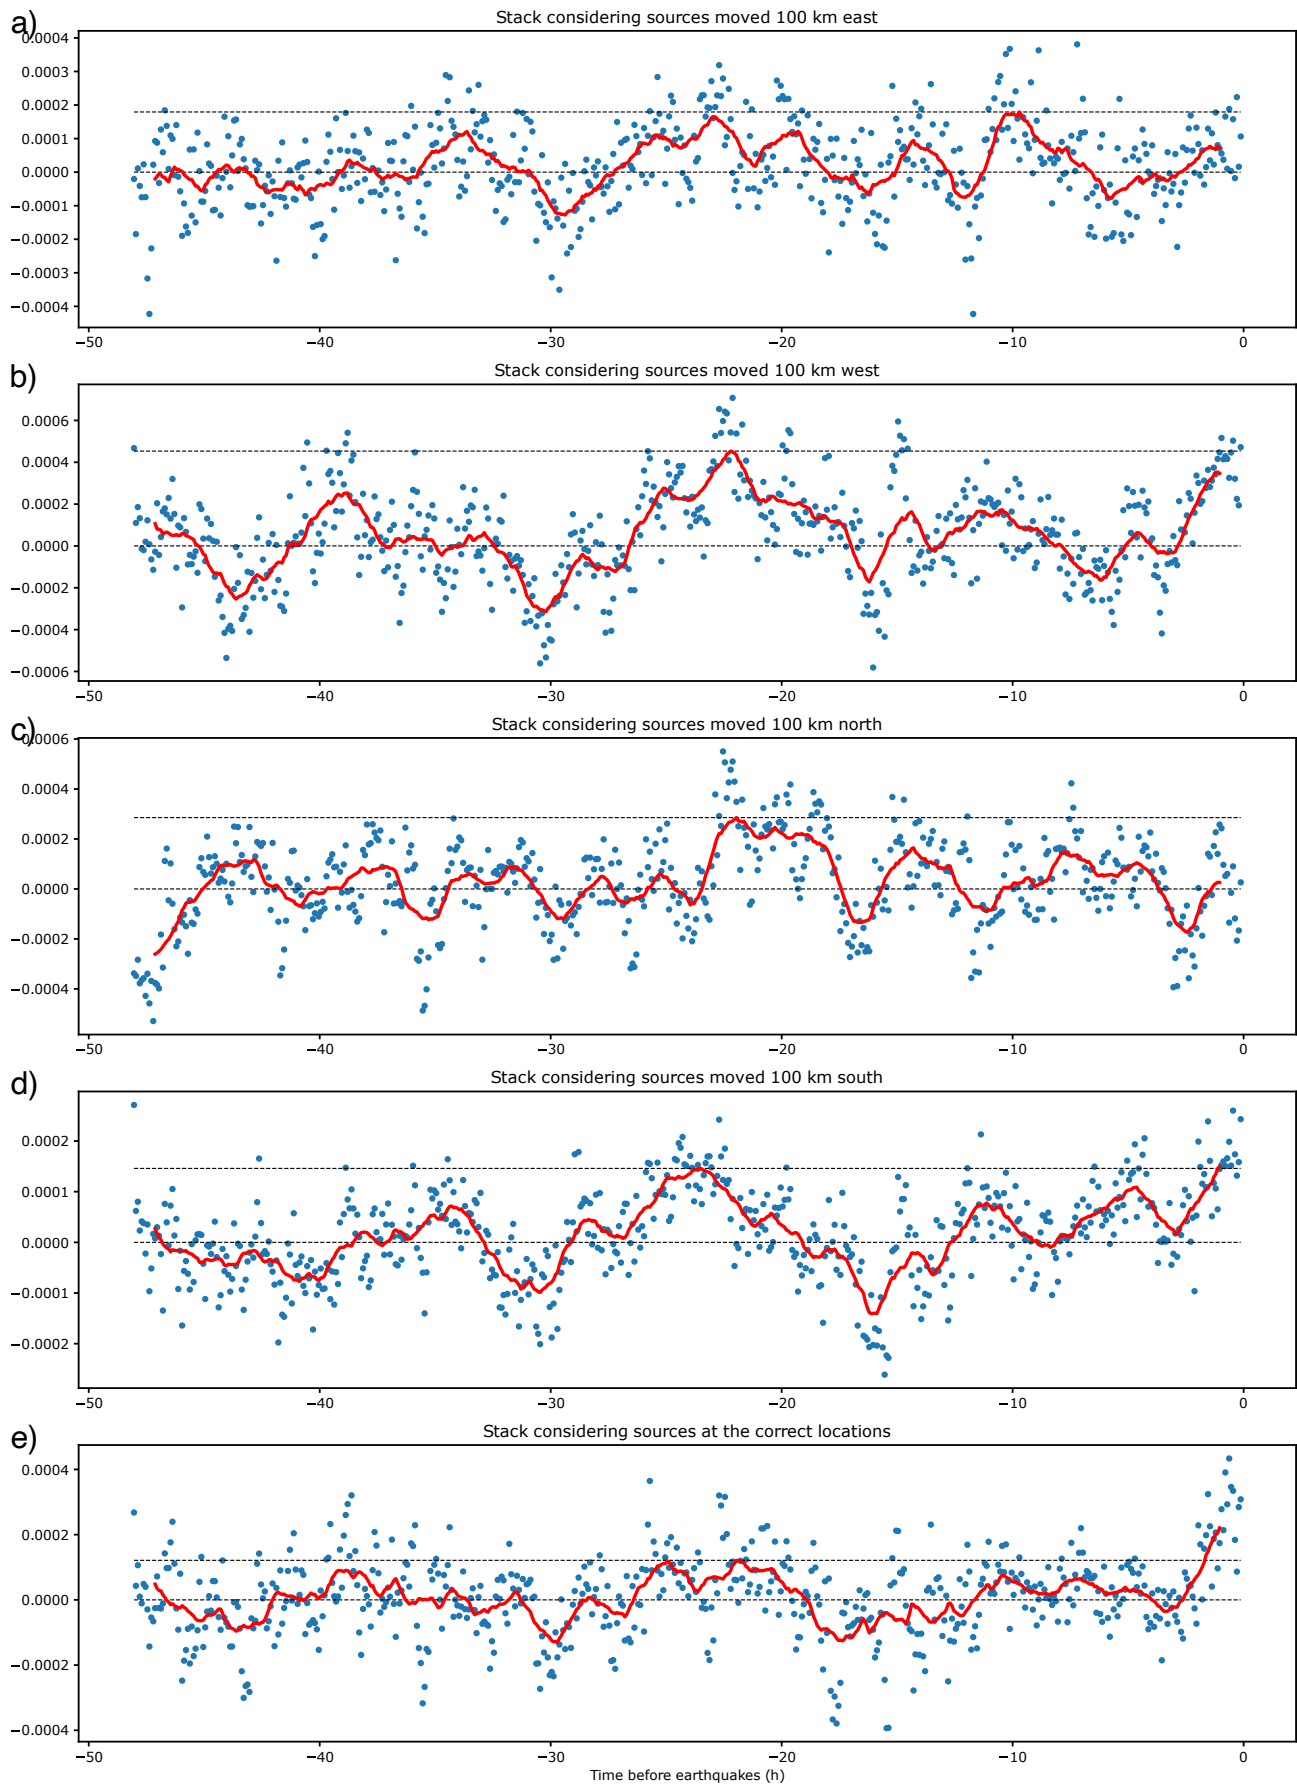 a)
Stack considering sources moved 100 km east
0.0004
0.0003
0.0002
0.0001
0.0000
−0.0001
−0.0002
−0.0003
−0.0004
−50 −40 −30 −20 −10 0
b)
Stack considering sources moved 100 km west
0.0006
0.0004
0.0002
0.0000
−0.0002
−0.0004
−0.0006
−50 −40 −30 −20 −10 0
c)
Stack considering sources moved 100 km north
0.0006
0.0004
0.0002
0.0000
−0.0002
−0.0004
−50 −40 −30 −20 −10 0
d)
Stack considering sources moved 100 km south
0.0002
0.0001
0.0000
−0.0001
−0.0002
−50 −40 −30 −20 −10 0
e)
Stack considering sources at the correct locations
0.0004
0.0002
0.0000
−0.0002
−0.0004
−50 −40 −30 −20 −10 0
Time before earthquakes (h)